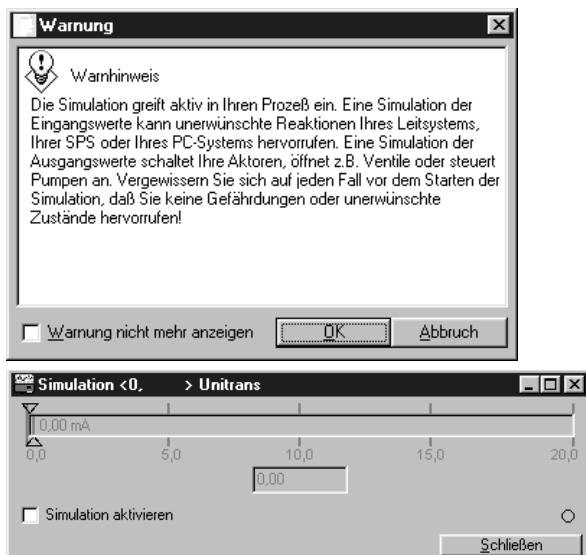 Warnung
Warnhinweis
Die Simulation greift aktiv in Ihren Prozeß ein. Eine Simulation der
Eingangswerte kann unerwünschte Reaktionen Ihres Leitsystems,
Ihrer SPS oder Ihres PC-Systems hervorrufen. Eine Simulation der
Ausgangswerte schaltet Ihre Aktoren, öffnet z.B. Ventile oder steuert
Pumpen an. Vergewissern Sie sich auf jeden Fall vor dem Starten der
Simulation, daß Sie keine Gefährdungen oder unerwünschte
Zustände hervorrufen!
Warnung nicht mehr anzeigen OK Abbruch
Simulation <0, > Unitrans
0,00 mA
0,0 5,0 10,0 15,0 20,0
0,00
Simulation aktivieren
Schließen